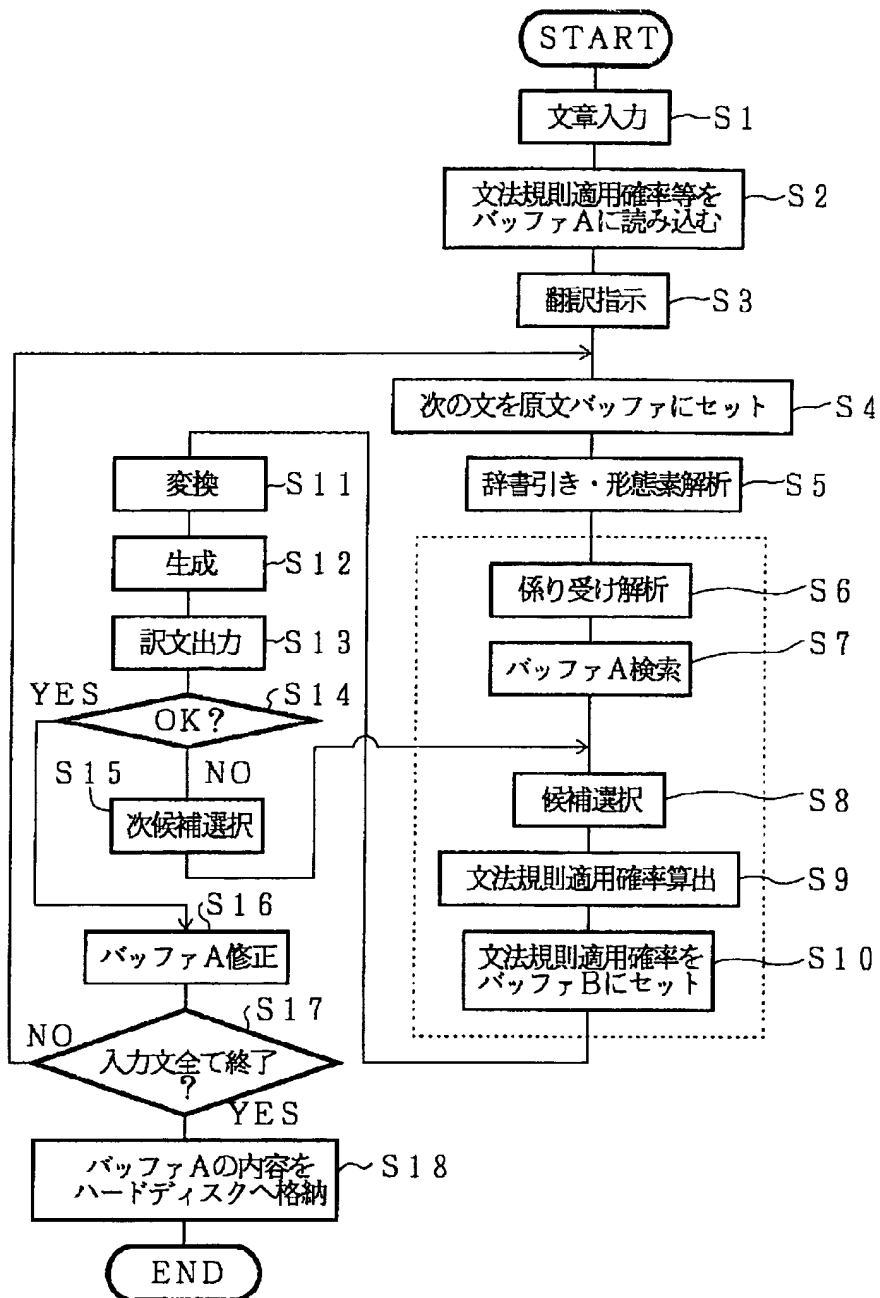 START
文章入力
S1
文法規則適用確率等を
バッファAに読み込む
S2
翻訳指示
S3
次の文を原文バッファにセット
S4
辞書引き・形態素解析
S5
係り受け解析
S6
バッファA検索
S7
候補選択
S8
文法規則適用確率算出
S9
文法規則適用確率を
バッファBにセット
S10
変換
S11
生成
S12
訳文出力
S13
YES
OK?
S14
NO
S15
次候補選択
S16
バッファA修正
S17
NO
入力文全て終了
?
YES
バッファAの内容を
ハードディスクへ格納
S18
END